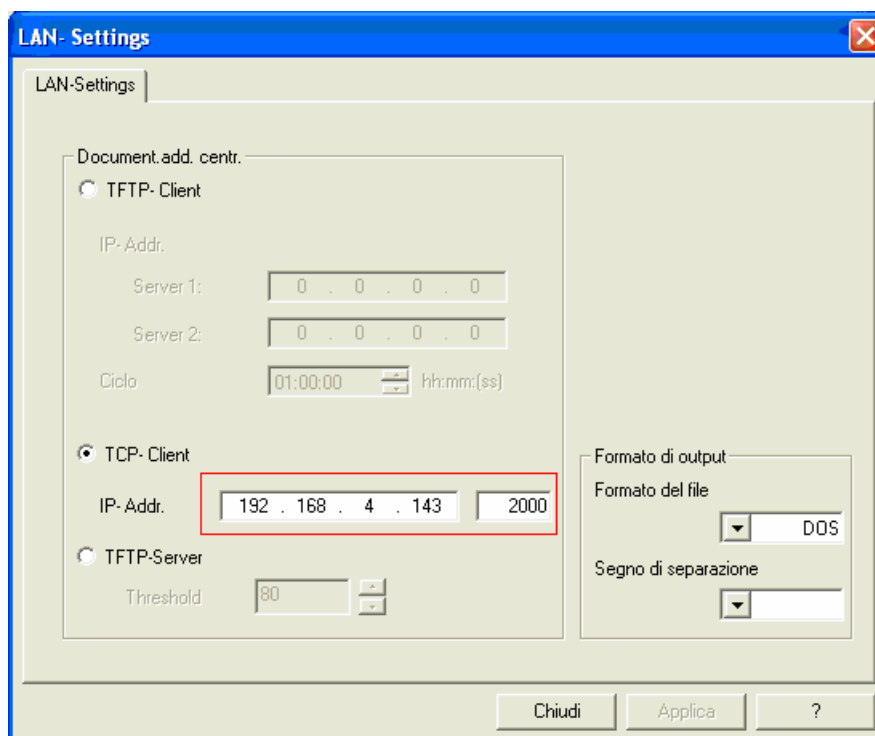 LAN- Settings
LAN-Settings
Document.add. centr.
TFTP- Client
IP- Addr.
Server 1: 0 . 0 . 0 . 0
Server 2: 0 . 0 . 0 . 0
Ciclo 01:00:00 hh:mm:(ss)
TCP- Client
IP- Addr. 192 . 168 . 4 . 143 2000
TFTP-Server
Threshold 80
Formato di output
Formato del file
DOS
Segno di separazione
Chiudi Applica ?